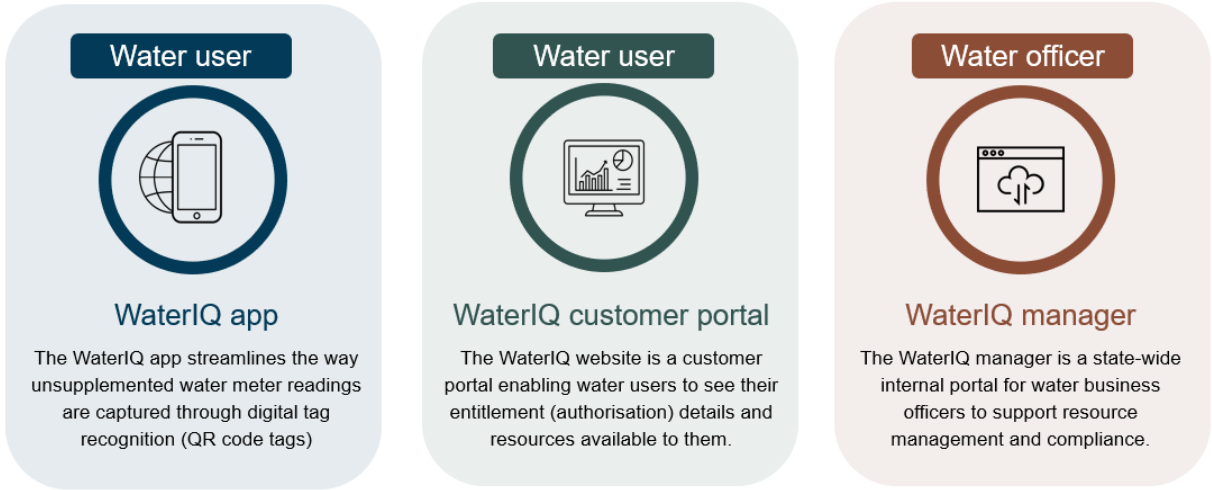 Water user
WaterIQ app
The WaterIQ app streamlines the way
unsupplemented water meter readings
are captured through digital tag
recognition (QR code tags)
Water user
WaterIQ customer portal
The WaterIQ website is a customer
portal enabling water users to see their
entitlement (authorisation) details and
resources available to them.
Water officer
WaterIQ manager
The WaterIQ manager is a state-wide
internal portal for water business
officers to support resource
management and compliance.